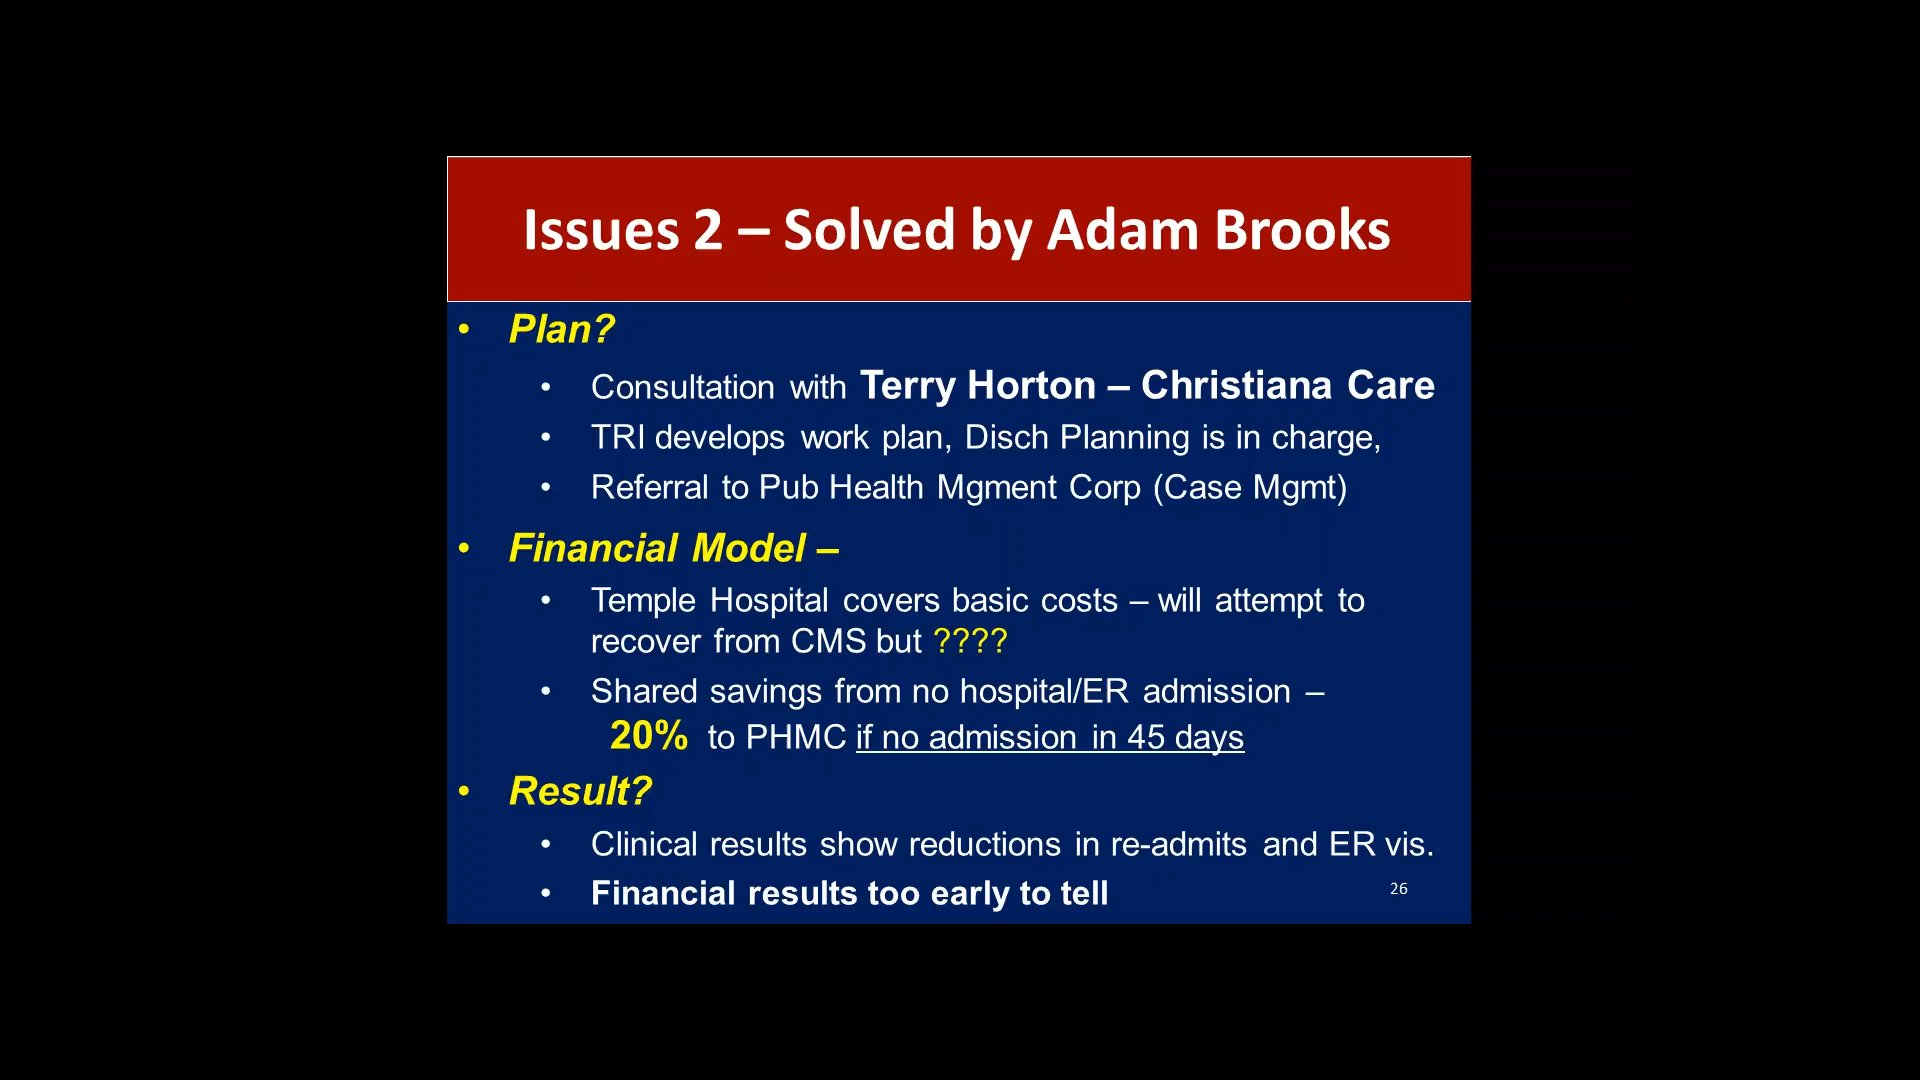 Issues 2 – Solved by Adam Brooks
• Plan?
• Consultation with Terry Horton – Christiana Care
• TRI develops work plan, Disch Planning is in charge,
• Referral to Pub Health Mgment Corp (Case Mgmt)
• Financial Model –
• Temple Hospital covers basic costs – will attempt to
recover from CMS but ????
• Shared savings from no hospital/ER admission –
20% to PHMC if no admission in 45 days
• Result?
• Clinical results show reductions in re-admits and ER vis.
• Financial results too early to tell
26